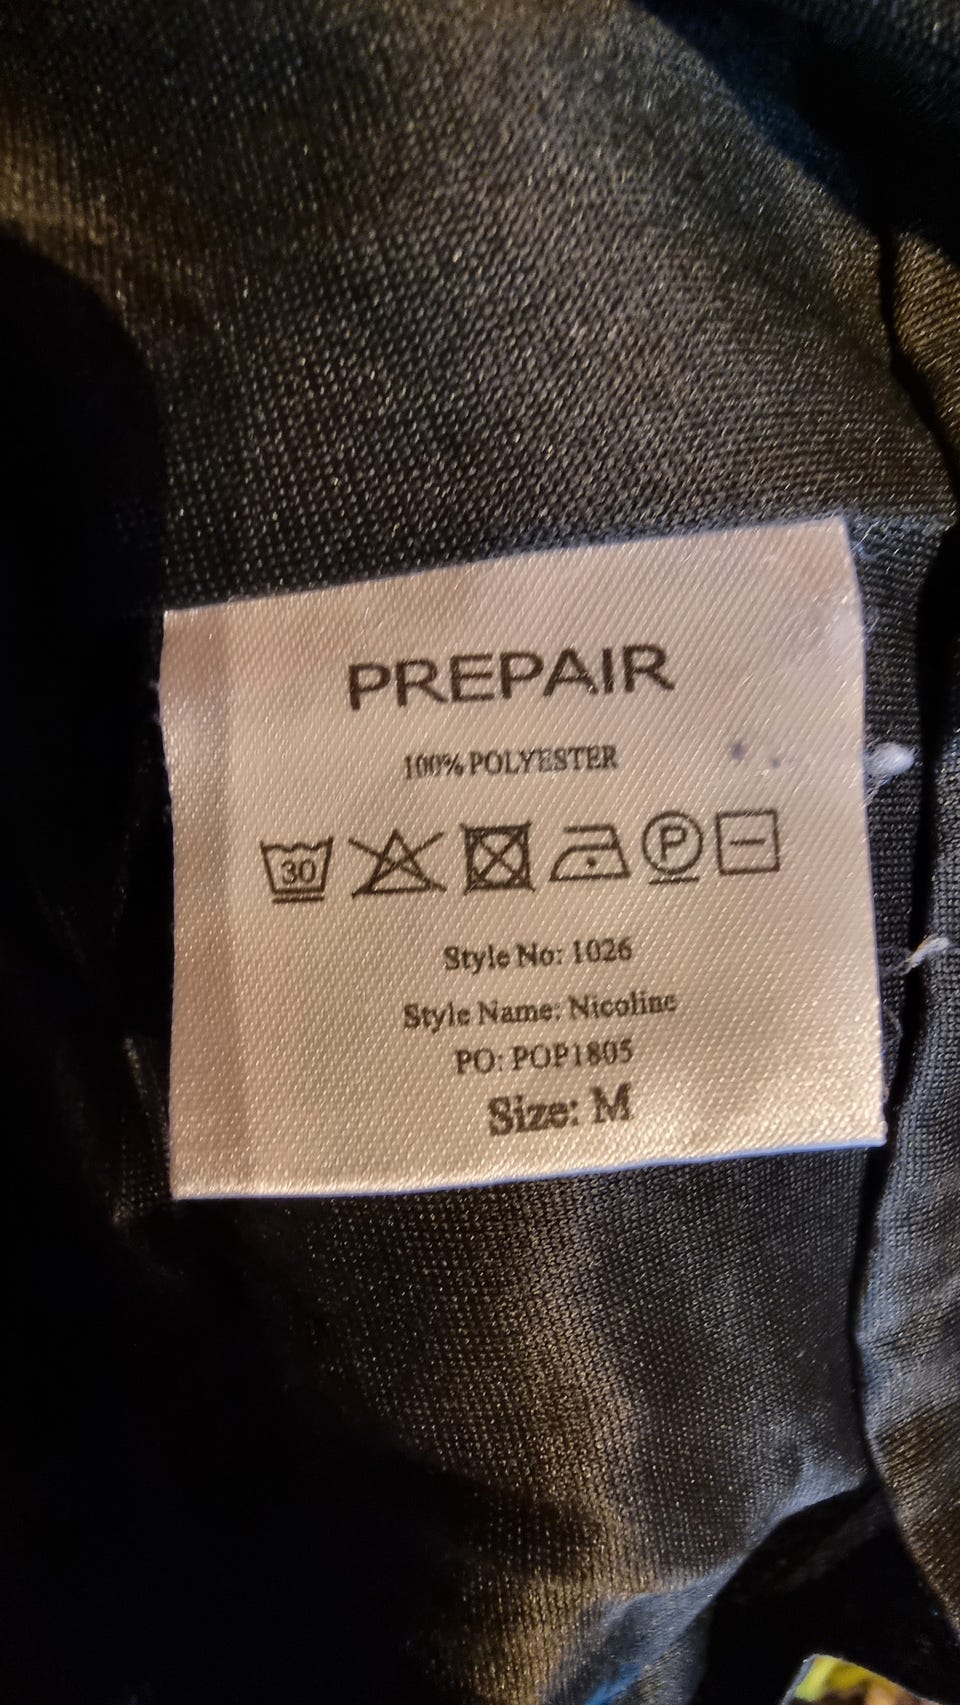 PREPAIR
100% POLYESTER
30 P
Style No: 1026
Style Name: Nicoline
PO: POP1805
Size: M